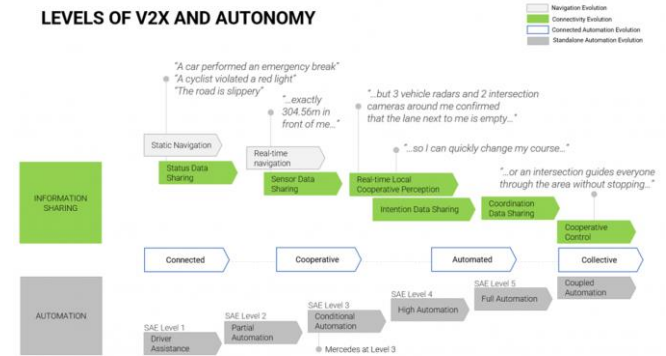 LEVELS OF V2X AND AUTONOMY
Navigation Evolution
Connectivity Evolution
Connected Automation Evolution
Standalone Automation Evolution
"A car performed an emergency break"
"A cyclist violated a red light"
"The road is slippery"
"...exactly
304.56m in
front of me..."
"...but 3 vehicle radars and 2 intersection
cameras around me confirmed
that the lane next to me is empty..."
"...so I can quickly change my course..."
"...or an intersection guides everyone
through the area without stopping..."
Static Navigation
Real-time
navigation
INFORMATION
SHARING
Status Data
Sharing
Sensor Data
Sharing
Real-time Local
Cooperative Perception
Intention Data Sharing
Coordination
Data Sharing
Cooperative
Control
Connected
Cooperative
Automated
Collective
AUTOMATION
SAE Level 1
Driver
Assistance
SAE Level 2
Partial
Automation
SAE Level 3
Conditional
Automation
SAE Level 4
High Automation
SAE Level 5
Full Automation
Coupled
Automation
Mercedes at Level 3